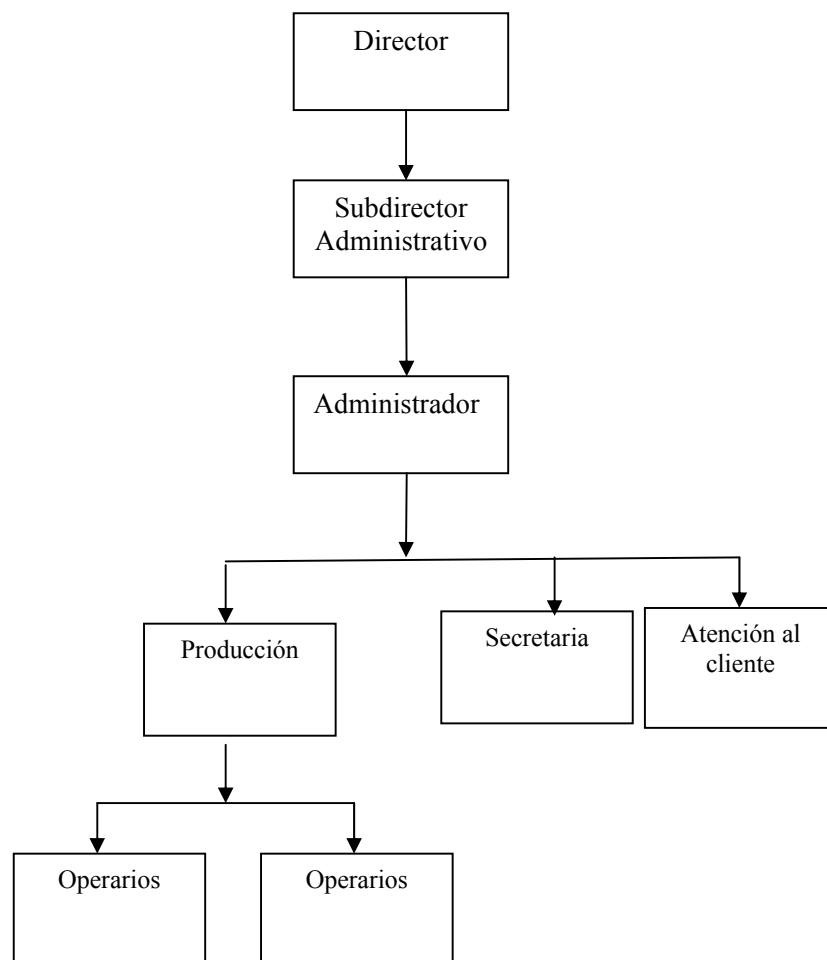 Director
Subdirector
Administrativo
Administrador
Producción
Secretaria
Atención al
cliente
Operarios
Operarios